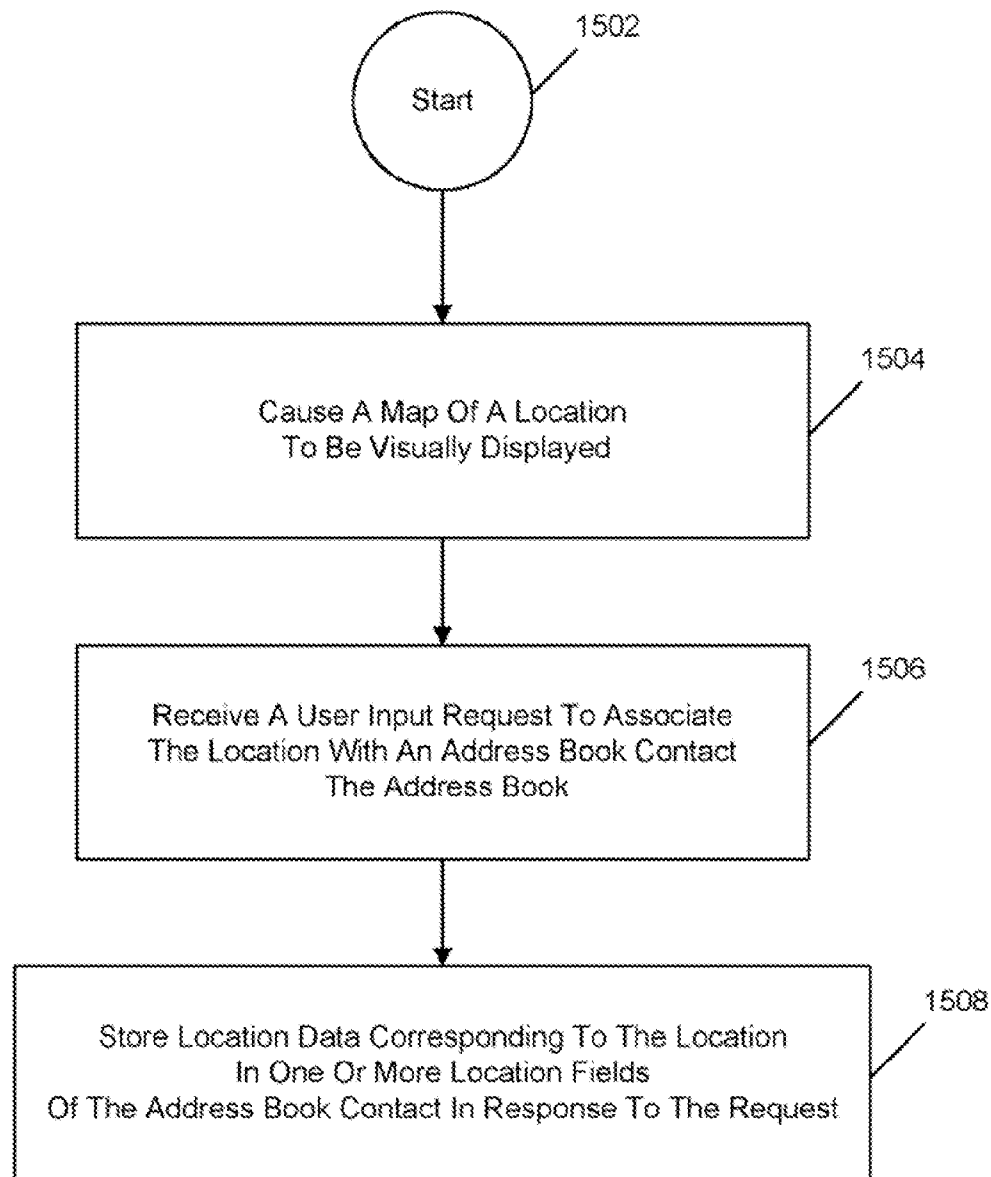 1502
Start
1504
Cause A Map Of A Location
To Be Visually Displayed
1506
Receive A User Input Request To Associate
The Location With An Address Book Contact
The Address Book
1508
Store Location Data Corresponding To The Location
In One Or More Location Fields
Of The Address Book Contact In Response To The Request